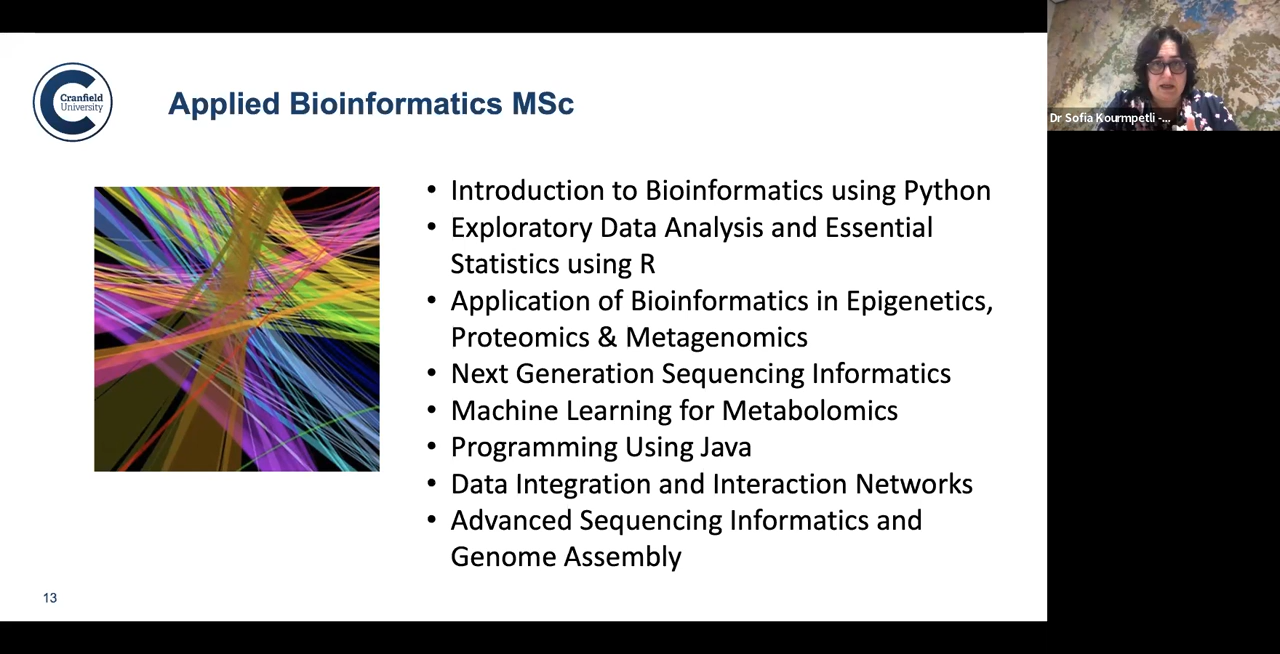 Cranfield
University
Applied Bioinformatics MSc
• Introduction to Bioinformatics using Python
• Exploratory Data Analysis and Essential
Statistics using R
• Application of Bioinformatics in Epigenetics,
Proteomics & Metagenomics
• Next Generation Sequencing Informatics
• Machine Learning for Metabolomics
• Programming Using Java
• Data Integration and Interaction Networks
• Advanced Sequencing Informatics and
Genome Assembly
13
Dr Sofia Kourmpetli -...